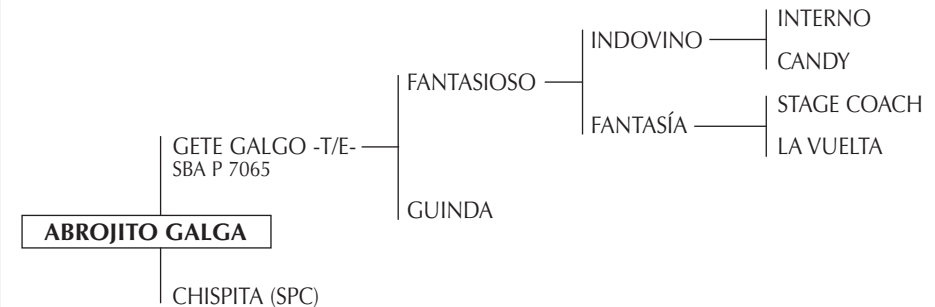 INTERNO
INDOVINO
CANDY
FANTASIOSO
STAGE COACH
FANTASÍA
LA VUELTA
GETE GALGO -T/E-
SBA P 7065
GUINDA
ABROJITO GALGA
CHISPITA (SPC)